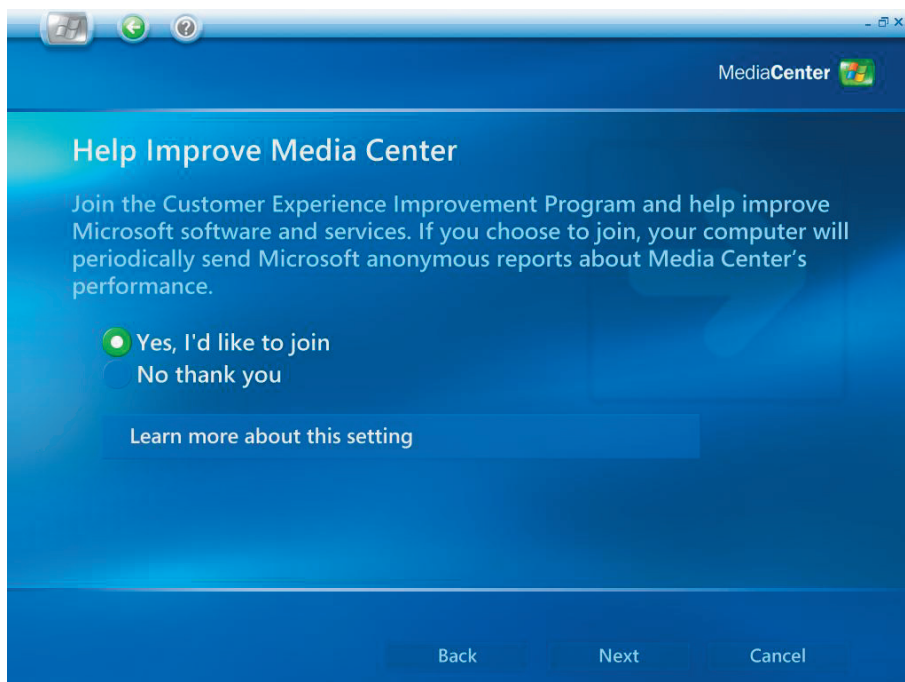 MediaCenter
Help Improve Media Center
Join the Customer Experience Improvement Program and help improve
Microsoft software and services. If you choose to join, your computer will
periodically send Microsoft anonymous reports about Media Center's
performance.
Yes, I'd like to join
No thank you
Learn more about this setting
Back Next Cancel